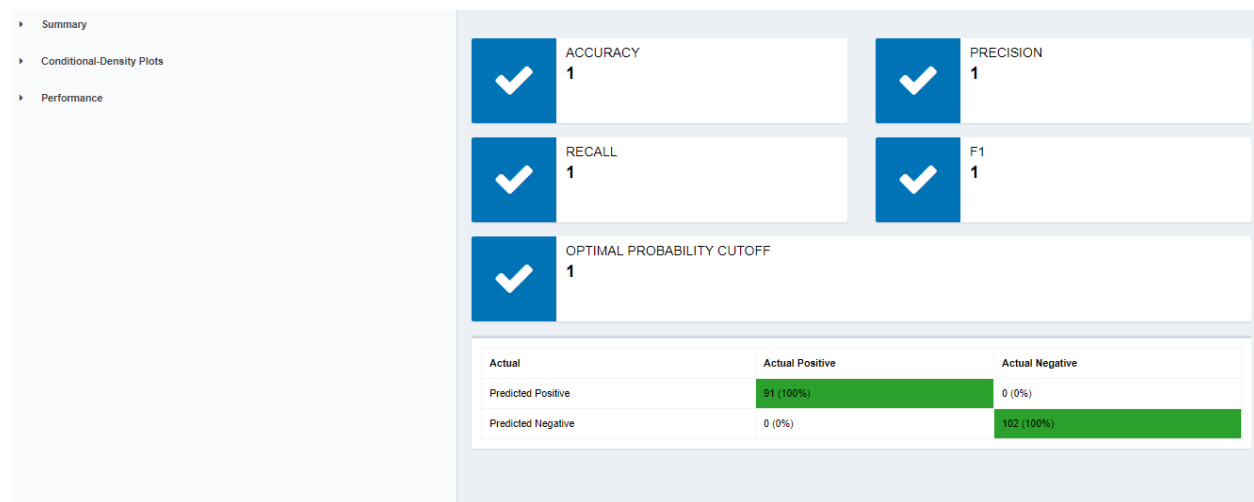 Summary
Conditional-Density Plots
Performance
ACCURACY
1
PRECISION
1
RECALL
1
F1
1
OPTIMAL PROBABILITY CUTOFF
1
Actual Actual Positive Actual Negative
Predicted Positive 91 (100%) 0 (0%)
Predicted Negative 0 (0%) 102 (100%)